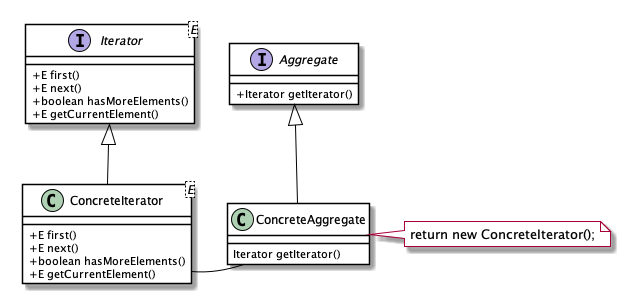 I Iterator E
+E first()
+E next()
+boolean hasMoreElements()
+E getCurrentElement()
I Aggregate
+Iterator getIterator()
C ConcreteIterator E
+E first()
+E next()
+boolean hasMoreElements()
+E getCurrentElement()
C ConcreteAggregate
Iterator getIterator()
return new ConcreteIterator();